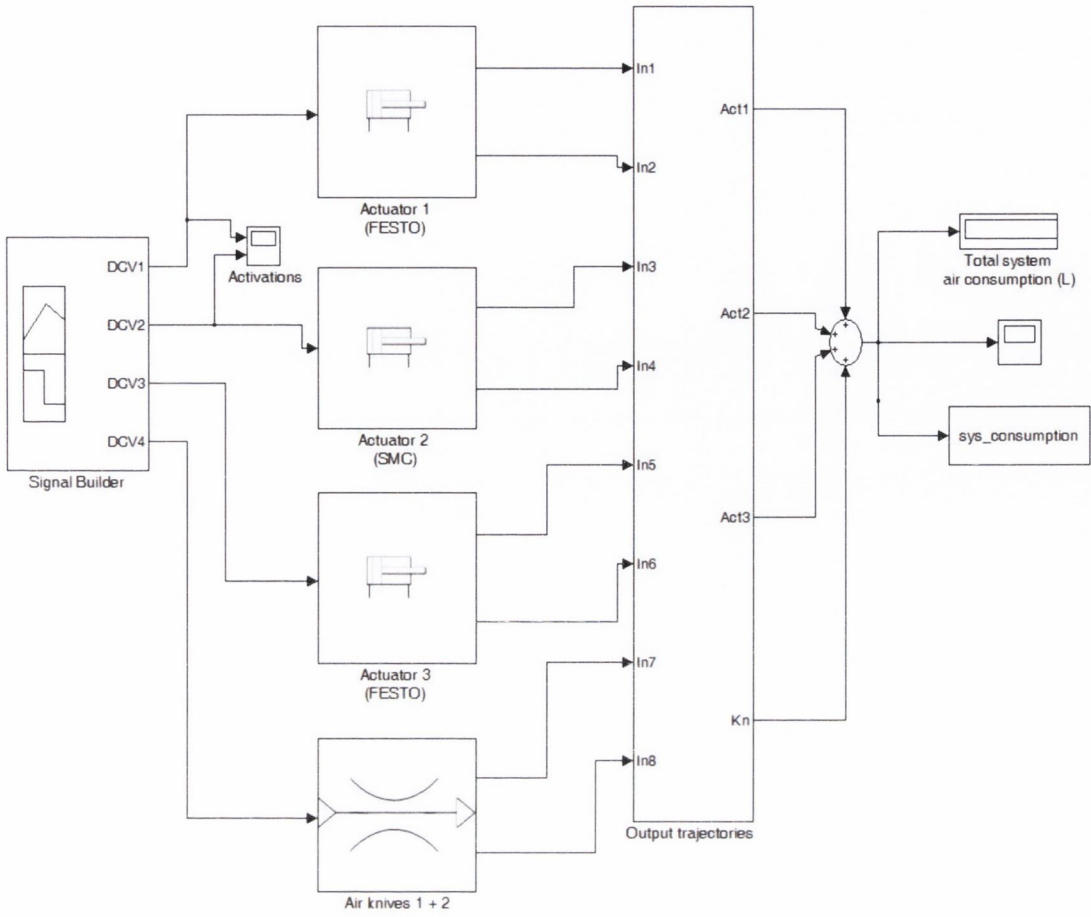 In1
Act1
In2
Actuator 1
(FESTO)
DCV1
Activations
In3
Total system
air consumption (L)
DCV2
Act2
+
+
+
+
In4
DCV3
DCV4
Actuator 2
(SMC)
sys_consumption
Signal Builder
In5
Act3
In6
Actuator 3
(FESTO)
In7
Kn
In8
Output trajectories
Air knives 1 + 2